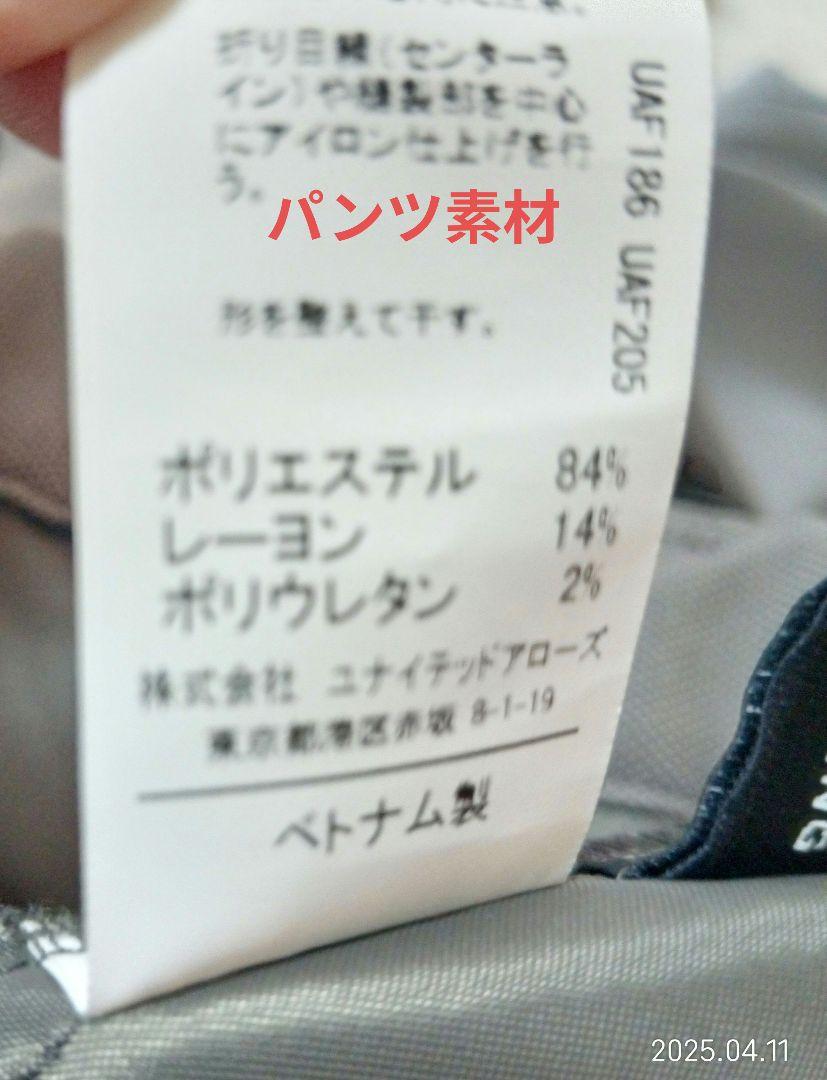 折り目線(センターラ
イン)や縫製部を中心
にアイロン仕上げを行
う。
パンツ素材
形を整えて干す。
UAF186 UAF205
ポリエステル 84%
レーヨン 14%
ポリウレタン 2%
株式会社 ユナイテッドアローズ
東京都港区赤坂 8-1-19
ベトナム製
2025.04.11